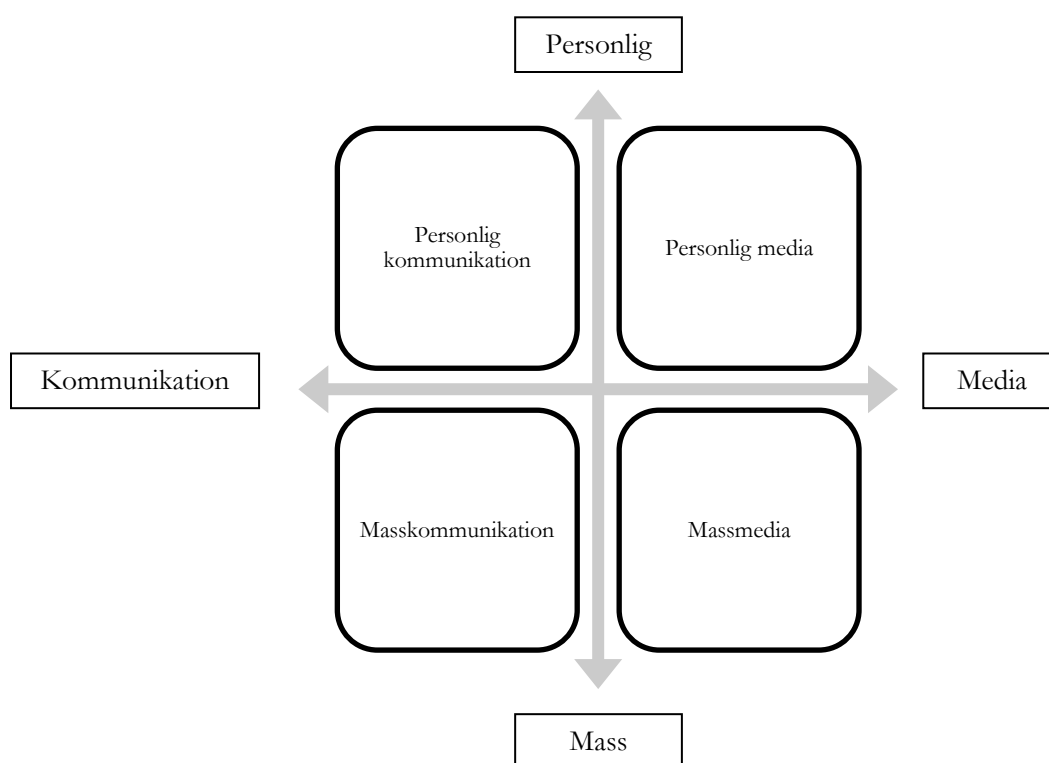 Personlig
Personlig
kommunikation
Personlig media
Kommunikation
Media
Masskommunikation
Massmedia
Mass